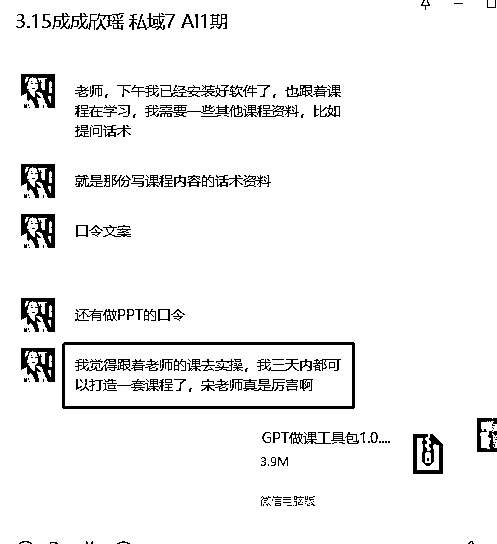 3.15成成欣瑶 私域7 AI1期
老师，下午我已经安装好软件了，也跟着课
程在学习，我需要一些其他课程资料，比如
提问话术
就是那份写课程内容的话术资料
口令文案
还有做PPT的口令
我觉得跟着老师的课去实操，我三天内都可
以打造一套课程了，宋老师真是厉害啊
GPT做课工具包1.0....
3.9M
微信电脑版